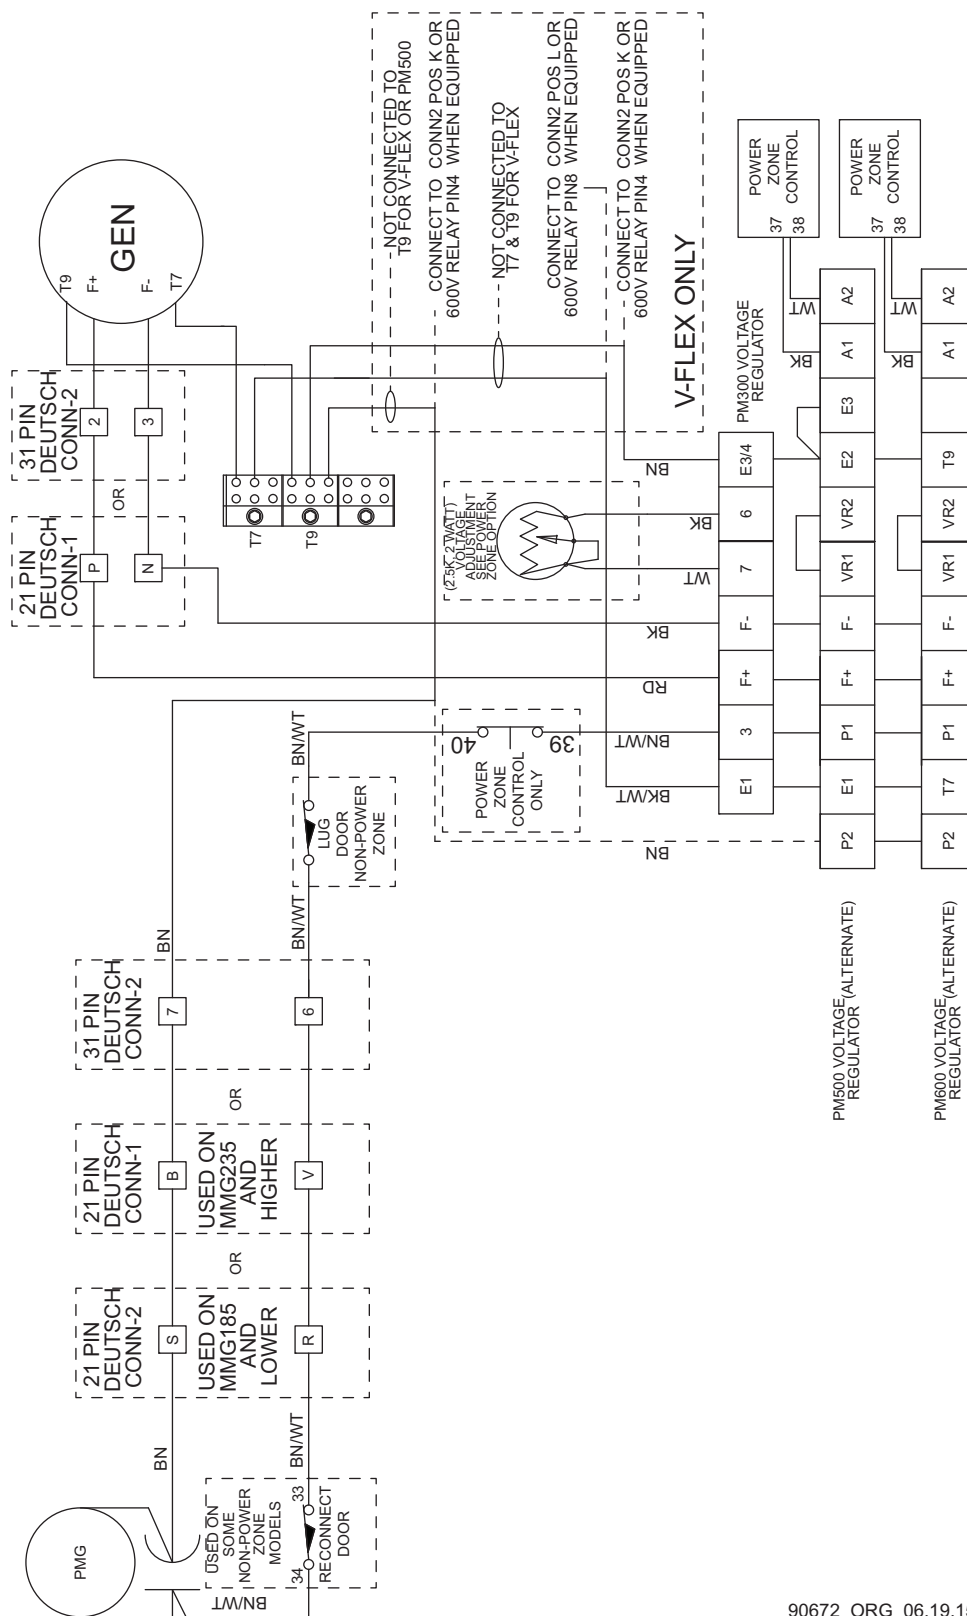 GEN
T9
F+
F-
T7
31 PIN
DEUTSCH
CONN-2
2
3
OR
21 PIN
DEUTSCH
CONN-1
P
N
T7
T9
NOT CONNECTED TO
T9 FOR V-FLEX OR PM500
CONNECT TO CONN2 POS K OR
600V RELAY PIN4 WHEN EQUIPPED
NOT CONNECTED TO
T7 & T9 FOR V-FLEX
CONNECT TO CONN2 POS L OR
600V RELAY PIN8 WHEN EQUIPPED
CONNECT TO CONN2 POS K OR
600V RELAY PIN4 WHEN EQUIPPED
V-FLEX ONLY
(2.5K, 2 WATT)
VOLTAGE
ADJUSTMENT
SEE POWER
ZONE OPTION
BN
BK
WT
BK
RD
BN/WT
BK/WT
BN
PM300 VOLTAGE
REGULATOR
E3/4
6
7
F-
F+
3
E1
POWER
ZONE
CONTROL
37
38
WT
BK
A2
A1
E3
E2
VR2
VR1
F-
F+
P1
E1
P2
PM500 VOLTAGE
REGULATOR (ALTERNATE)
POWER
ZONE
CONTROL
37
38
WT
BK
A2
A1
T9
VR2
VR1
F-
F+
P1
T7
P2
PM600 VOLTAGE
REGULATOR (ALTERNATE)
40
39
POWER
ZONE
CONTROL
ONLY
BN/WT
LUG
DOOR
NON-POWER
ZONE
BN/WT
BN
31 PIN
DEUTSCH
CONN-2
7
6
OR
21 PIN
DEUTSCH
CONN-1
B
USED ON
MMG235
AND
HIGHER
V
OR
21 PIN
DEUTSCH
CONN-2
S
USED ON
MMG185
AND
LOWER
R
BN
BN/WT
PMG
USED ON
SOME
NON-POWER
ZONE
MODELS
33
34
RECONNECT
DOOR
BN/WT